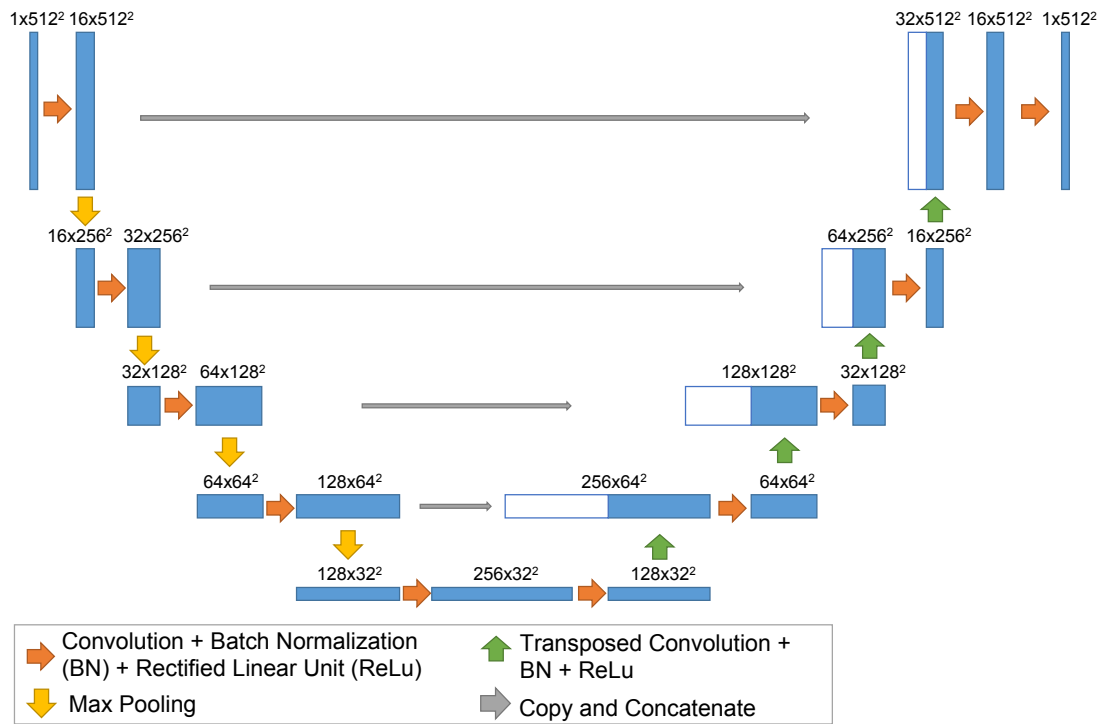 1x512² 16x512² 32x512² 16x512² 1x512²
16x256² 32x256² 64x256² 16x256²
32x128² 64x128² 128x128² 32x128²
64x64² 128x64² 256x64² 64x64²
128x32² 256x32² 128x32²
Convolution + Batch Normalization
(BN) + Rectified Linear Unit (ReLu)
Max Pooling
Transposed Convolution +
BN + ReLu
Copy and Concatenate